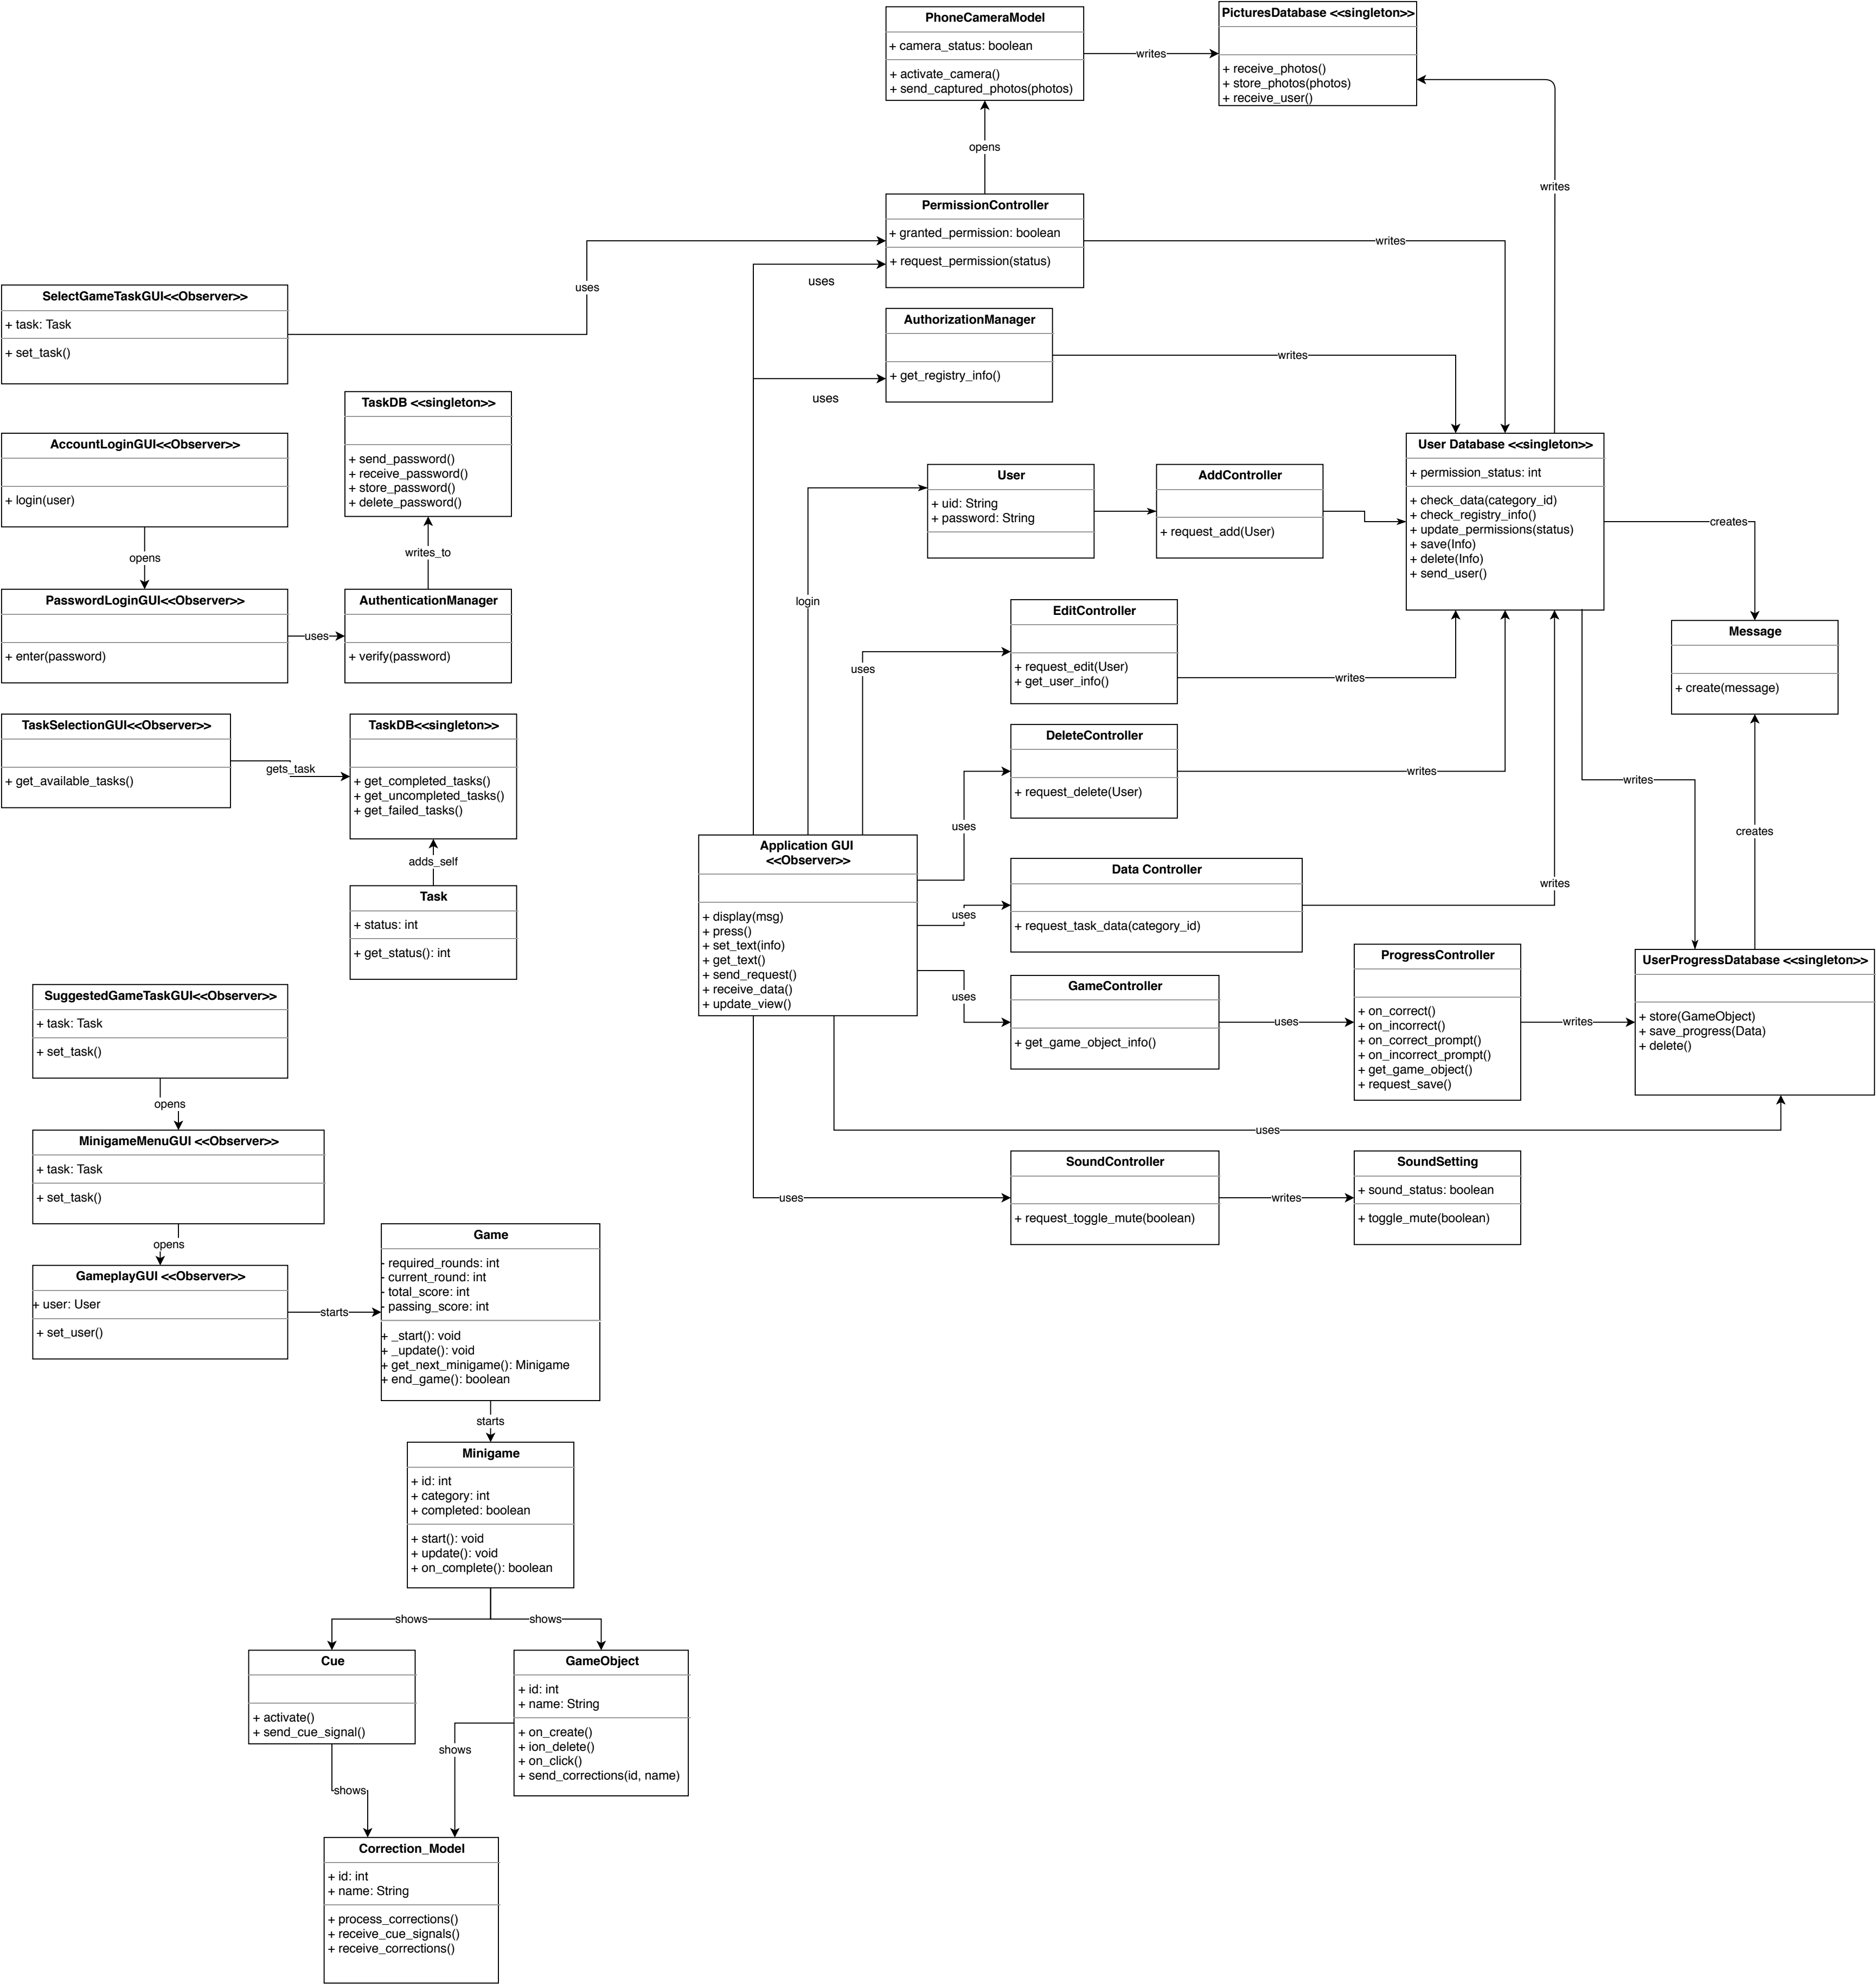 PhoneCameraModel
+ camera_status: boolean
+ activate_camera()
+ send_captured_photos(photos)
writes
PicturesDatabase <<singleton>>
+ receive_photos()
+ store_photos(photos)
+ receive_user()
opens
writes
PermissionController
+ granted_permission: boolean
+ request_permission(status)
writes
uses
uses
SelectGameTaskGUI<<Observer>>
+ task: Task
+ set_task()
AuthorizationManager
+ get_registry_info()
writes
uses
TaskDB <<singleton>>
+ send_password()
+ receive_password()
+ store_password()
+ delete_password()
AccountLoginGUI<<Observer>>
+ login(user)
User Database <<singleton>>
+ permission_status: int
+ check_data(category_id)
+ check_registry_info()
+ update_permissions(status)
+ save(Info)
+ delete(Info)
+ send_user()
User
+ uid: String
+ password: String
AddController
+ request_add(User)
creates
writes_to
opens
PasswordLoginGUI<<Observer>>
+ enter(password)
uses
AuthenticationManager
+ verify(password)
login
EditController
+ request_edit(User)
+ get_user_info()
uses
writes
Message
+ create(message)
TaskSelectionGUI<<Observer>>
+ get_available_tasks()
gets_task
TaskDB<<singleton>>
+ get_completed_tasks()
+ get_uncompleted_tasks()
+ get_failed_tasks()
DeleteController
+ request_delete(User)
writes
writes
uses
creates
adds_self
Task
+ status: int
+ get_status(): int
Application GUI
<<Observer>>
+ display(msg)
+ press()
+ set_text(info)
+ get_text()
+ send_request()
+ receive_data()
+ update_view()
Data Controller
+ request_task_data(category_id)
uses
writes
SuggestedGameTaskGUI<<Observer>>
+ task: Task
+ set_task()
uses
GameController
+ get_game_object_info()
uses
ProgressController
+ on_correct()
+ on_incorrect()
+ on_correct_prompt()
+ on_incorrect_prompt()
+ get_game_object()
+ request_save()
writes
UserProgressDatabase <<singleton>>
+ store(GameObject)
+ save_progress(Data)
+ delete()
opens
uses
MinigameMenuGUI <<Observer>>
+ task: Task
+ set_task()
uses
SoundController
+ request_toggle_mute(boolean)
writes
SoundSetting
+ sound_status: boolean
+ toggle_mute(boolean)
opens
GameplayGUI <<Observer>>
+ user: User
+ set_user()
starts
Game
- required_rounds: int
- current_round: int
- total_score: int
- passing_score: int
+ _start(): void
+ _update(): void
+ get_next_minigame(): Minigame
+ end_game(): boolean
starts
Minigame
+ id: int
+ category: int
+ completed: boolean
+ start(): void
+ update(): void
+ on_complete(): boolean
shows
shows
Cue
+ activate()
+ send_cue_signal()
GameObject
+ id: int
+ name: String
+ on_create()
+ ion_delete()
+ on_click()
+ send_corrections(id, name)
shows
shows
Correction_Model
+ id: int
+ name: String
+ process_corrections()
+ receive_cue_signals()
+ receive_corrections()